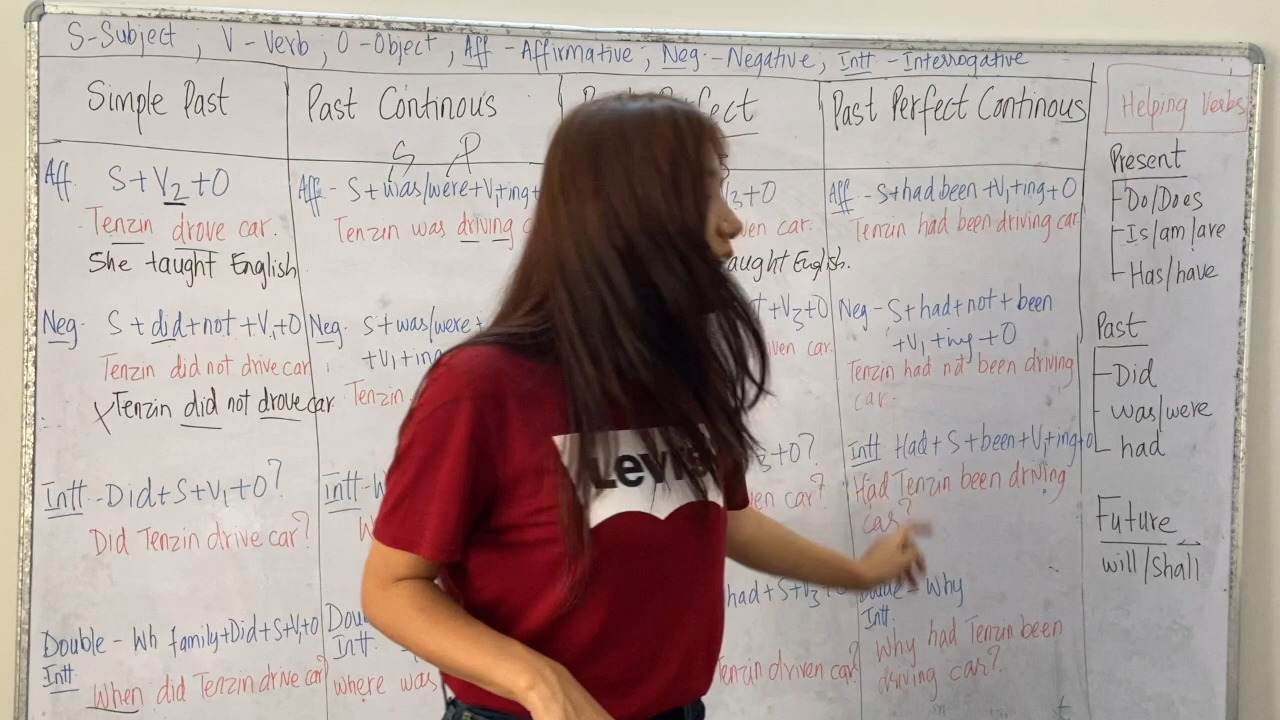 S-Subject ; V-Verb ; O-Object , Aff -Affirmative ; Neg.-Negative , Intt -Interrogative
Simple Past
Aff. S+V2+O
Tenzin drove car.
She taught English
Neg. S+did+not+V1+O
Tenzin did not drive car
X Tenzin did not drove car.
Intt-Did+S+V1+O?
Did Tenzin drive car?
Double - Wh family+Did+S+V1+O
Intt
When did Tenzin drive car?
Past Continous
S P
Aff- S+was/were+V1+ing+
Tenzin was driving
Neg. S+was/were+
+V1+ing
Tenzin
Intt-
Intt
where was
V3+O
car.
taught English.
+V3+O
car.
+O?
car?
had+S+V3
Tenzin driven car?
Past Perfect Continous
Aff -S+had been+V1+ing+O
Tenzin had been driving car
Neg-S+had+not+been
+V1+ing+O
Tenzin had not been driving
car.
Intt Had+S+been+V1+ing+O
Had Tenzin been driving
car?
Why
Intt.
Why had Tenzin been
driving car?
Helping Verbs
Present
Do/Does
Is/am/are
Has/have
Past
Did
was/were
had
Future
will/shall
Levi's